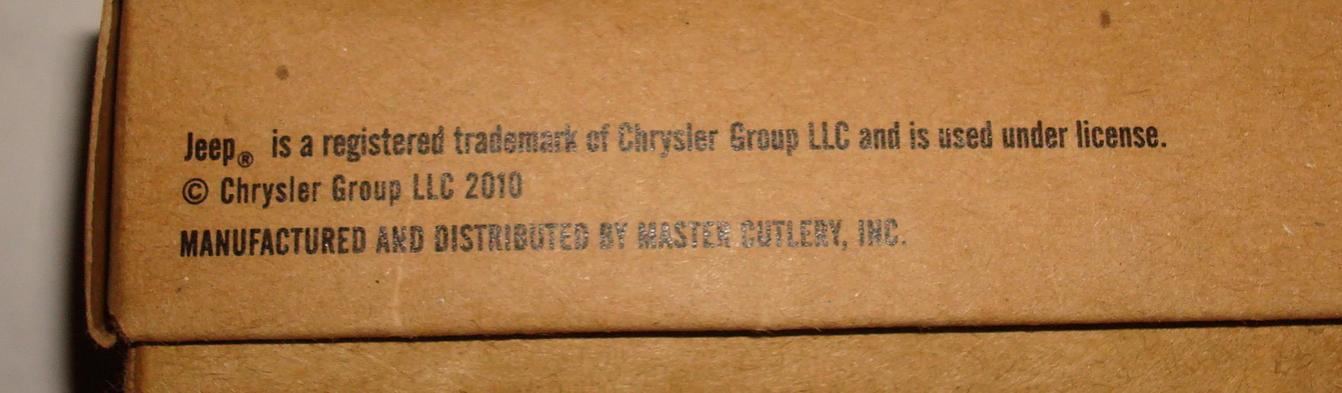 Jeep® is a registered trademark of Chrysler Group LLC and is used under license.
© Chrysler Group LLC 2010
MANUFACTURED AND DISTRIBUTED BY MASTER CUTLERY, INC.